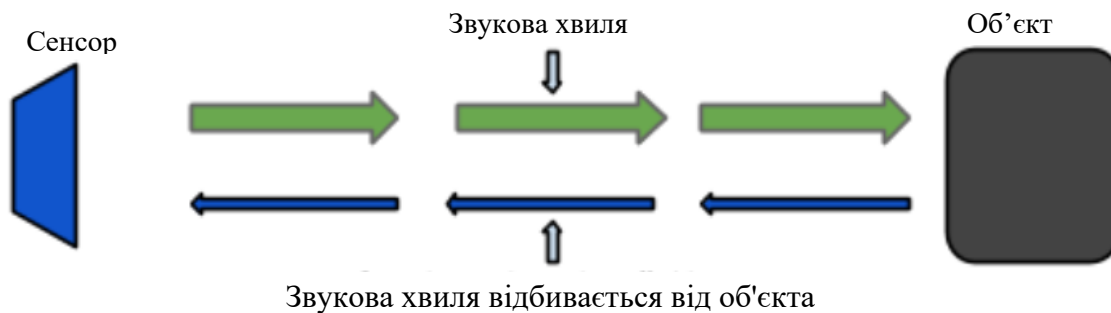 Звукова хвиля
Об’єкт
Сенсор
Звукова хвиля відбивається від об'єкта